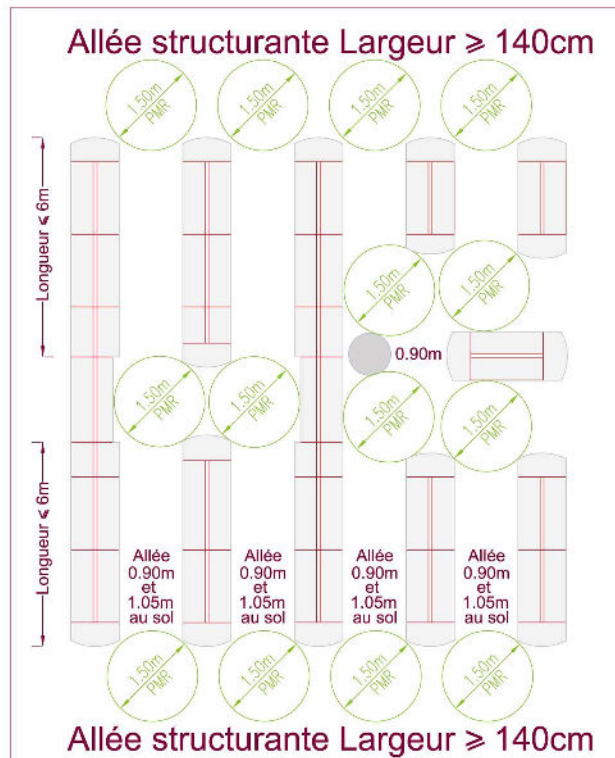 Allée structurante Largeur ⩾ 140cm
1.50m
PMR
1.50m
PMR
1.50m
PMR
1.50m
PMR
Longueur ⩽ 6m
1.50m
PMR
1.50m
PMR
0.90m
1.50m
PMR
1.50m
PMR
1.50m
PMR
1.50m
PMR
Longueur ⩽ 6m
Allée
0.90m
et
1.05m
au sol
Allée
0.90m
et
1.05m
au sol
Allée
0.90m
et
1.05m
au sol
Allée
0.90m
et
1.05m
au sol
1.50m
PMR
1.50m
PMR
1.50m
PMR
1.50m
PMR
Allée structurante Largeur ⩾ 140cm